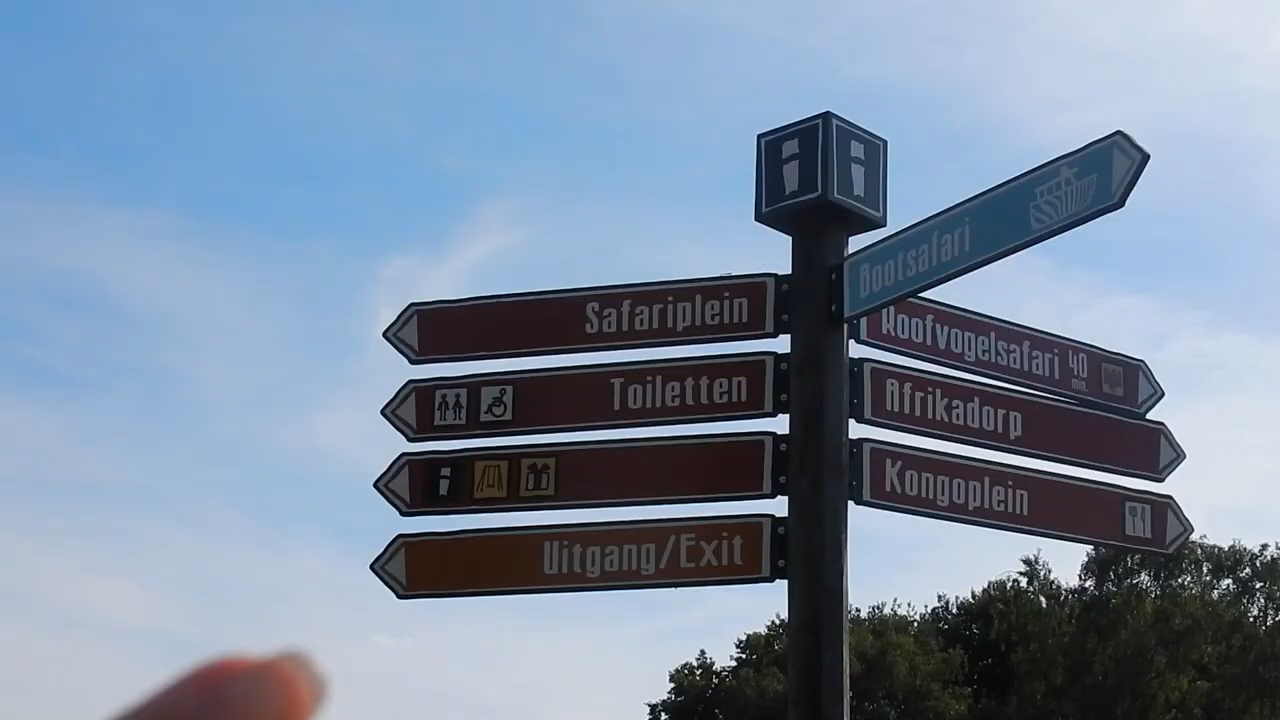 i i
Bootsafari
Safariplein
Roofvogelsafari 40 min.
Toiletten
Afrikadorp
i
Kongoplein
Uitgang/Exit